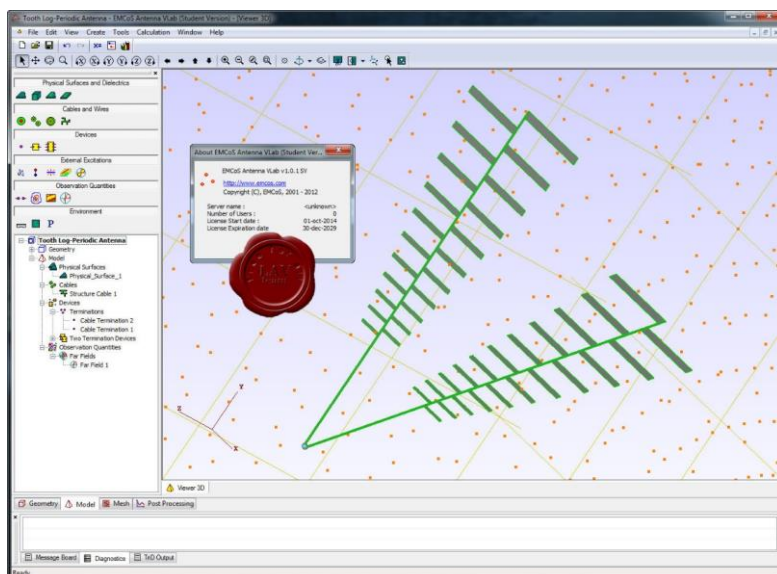 Tooth Log-Periodic Antenna - EMCoS Antenna VLab (Student Version) - [Viewer 3D]
File Edit View Create Tools Calculation Window Help
Physical Surfaces and Dielectrics
Cables and Wires
Devices
External Excitations
Observation Quantities
Environment
Tooth Log-Periodic Antenna
Geometry
Model
Physical Surfaces
Physical_Surface_1
Cables
Structure Cable 1
Devices
Terminations
Cable Termination 2
Cable Termination 1
Two Termination Devices
Observation Quantities
Far Fields
Far Field 1
About EMCoS Antenna VLab (Student Ver...
EMCoS Antenna VLab v1.0.1 SV
http://www.emcos.com
Copyright (C), EMCoS, 2001 - 2012
Server name : <unknown>
Number of Users : 0
License Start date : 01-oct-2014
License Expiration date 30-dec-2029
LAV
Y
X
Viewer 3D
Geometry Model Mesh Post Processing
Message Board Diagnostics TriD Output
Ready